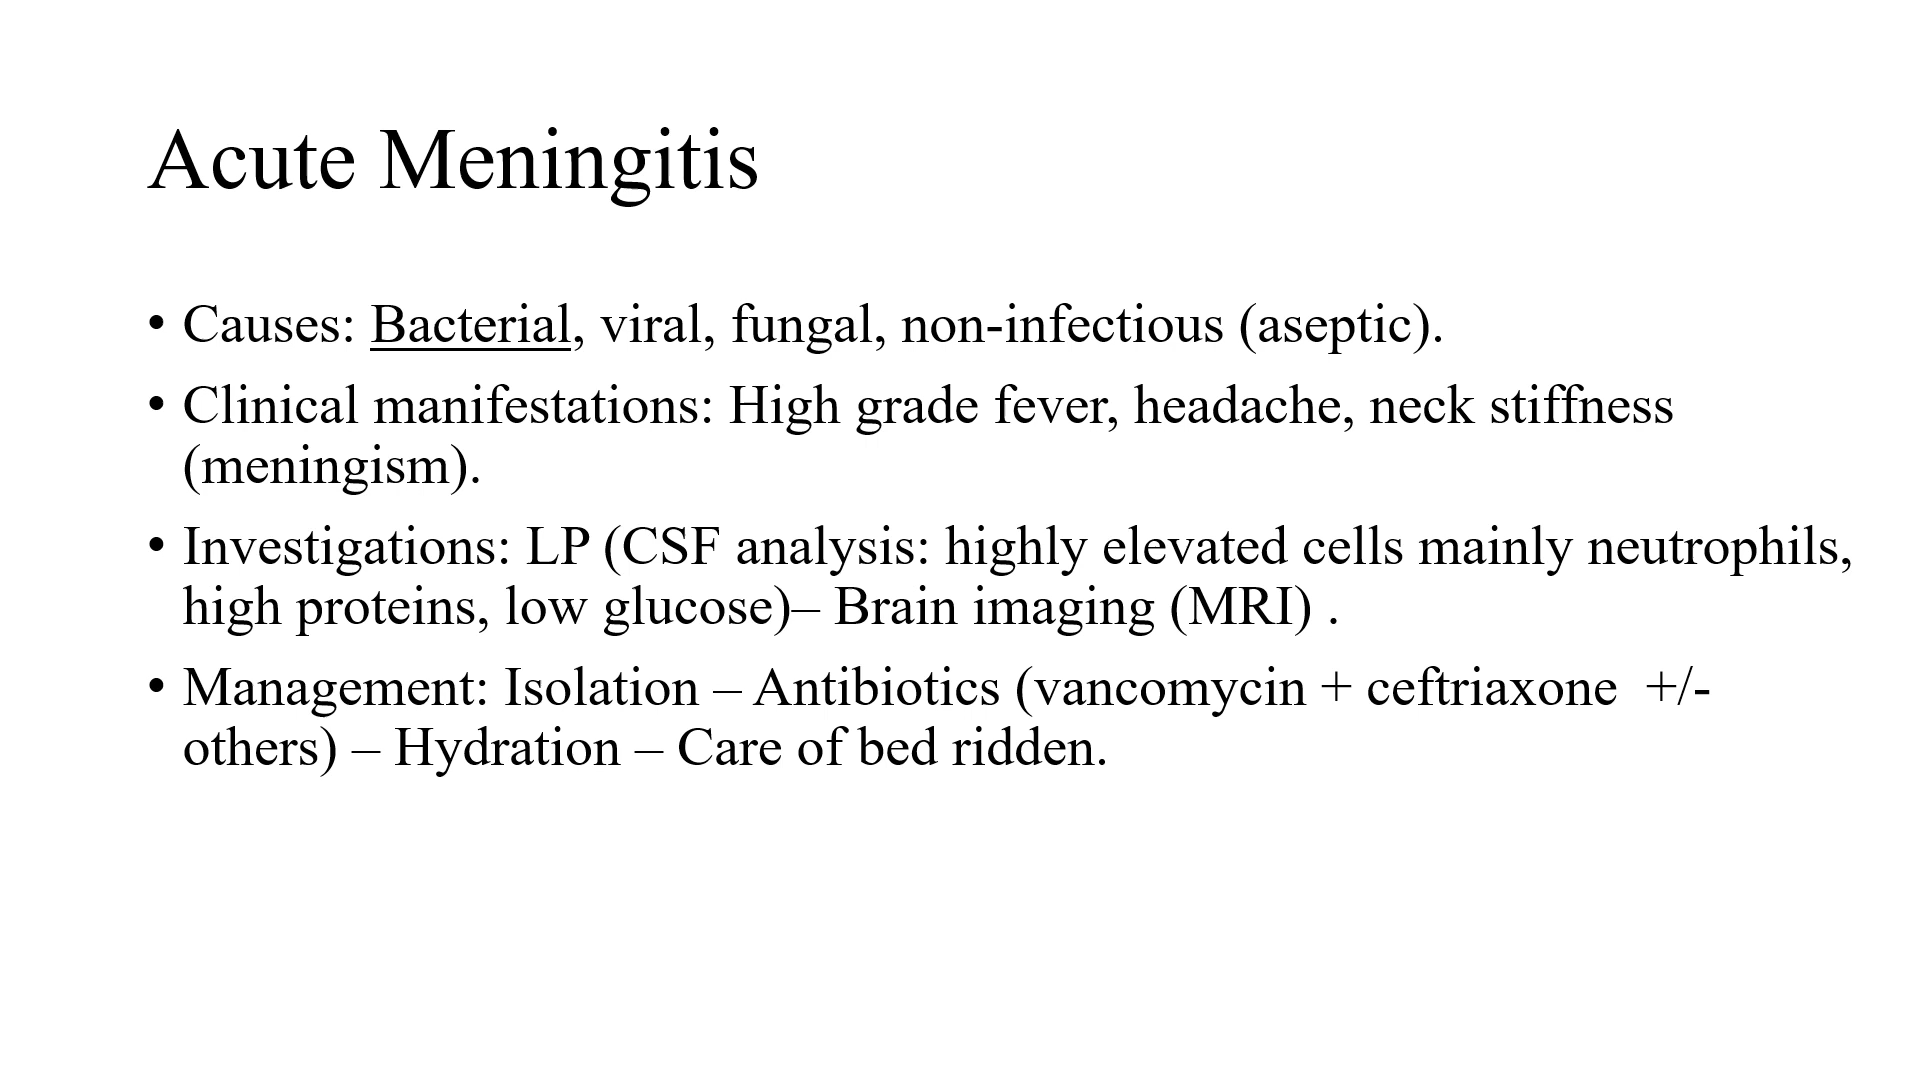 Acute Meningitis
• Causes: Bacterial, viral, fungal, non-infectious (aseptic).
• Clinical manifestations: High grade fever, headache, neck stiffness
(meningism).
• Investigations: LP (CSF analysis: highly elevated cells mainly neutrophils,
high proteins, low glucose)– Brain imaging (MRI) .
• Management: Isolation – Antibiotics (vancomycin + ceftriaxone  +/-
others) – Hydration – Care of bed ridden.